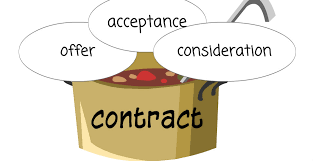 acceptance
offer
consideration
contract